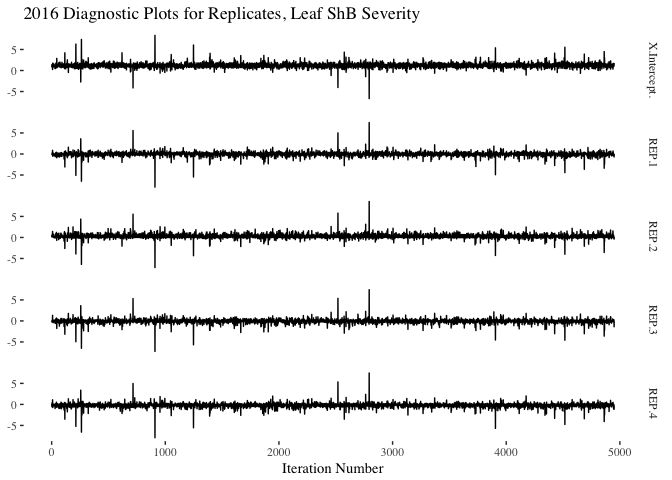 2016 Diagnostic Plots for Replicates, Leaf ShB Severity
5
0
-5
X.Intercept.
5
0
-5
REP.1
5
0
-5
REP.2
5
0
-5
REP.3
5
0
-5
REP.4
0 1000 2000 3000 4000 5000
Iteration Number